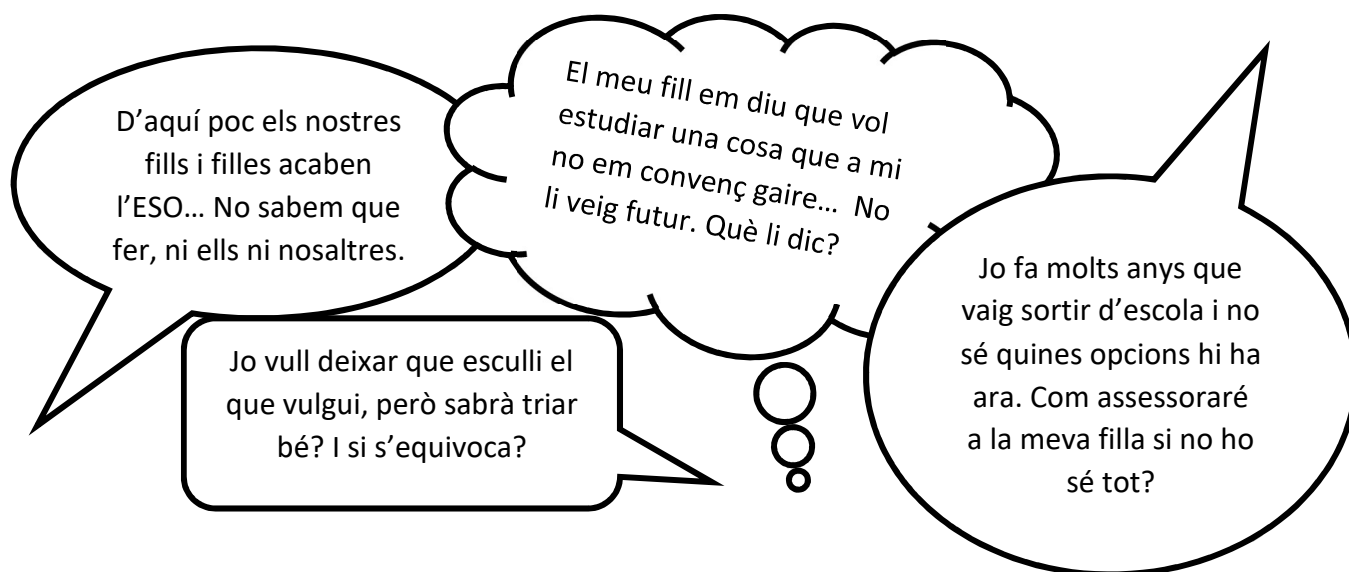 D’aquí poc els nostres
fills i filles acaben
l’ESO... No sabem que
fer, ni ells ni nosaltres.
El meu fill em diu que vol
estudiar una cosa que a mi
no em convenç gaire... No
li veig futur. Què li dic?
Jo vull deixar que esculli el
que vulgui, però sabrà triar
bé? I si s’equivoca?
Jo fa molts anys que
vaig sortir d’escola i no
sé quines opcions hi ha
ara. Com assessoraré
a la meva filla si no ho
sé tot?